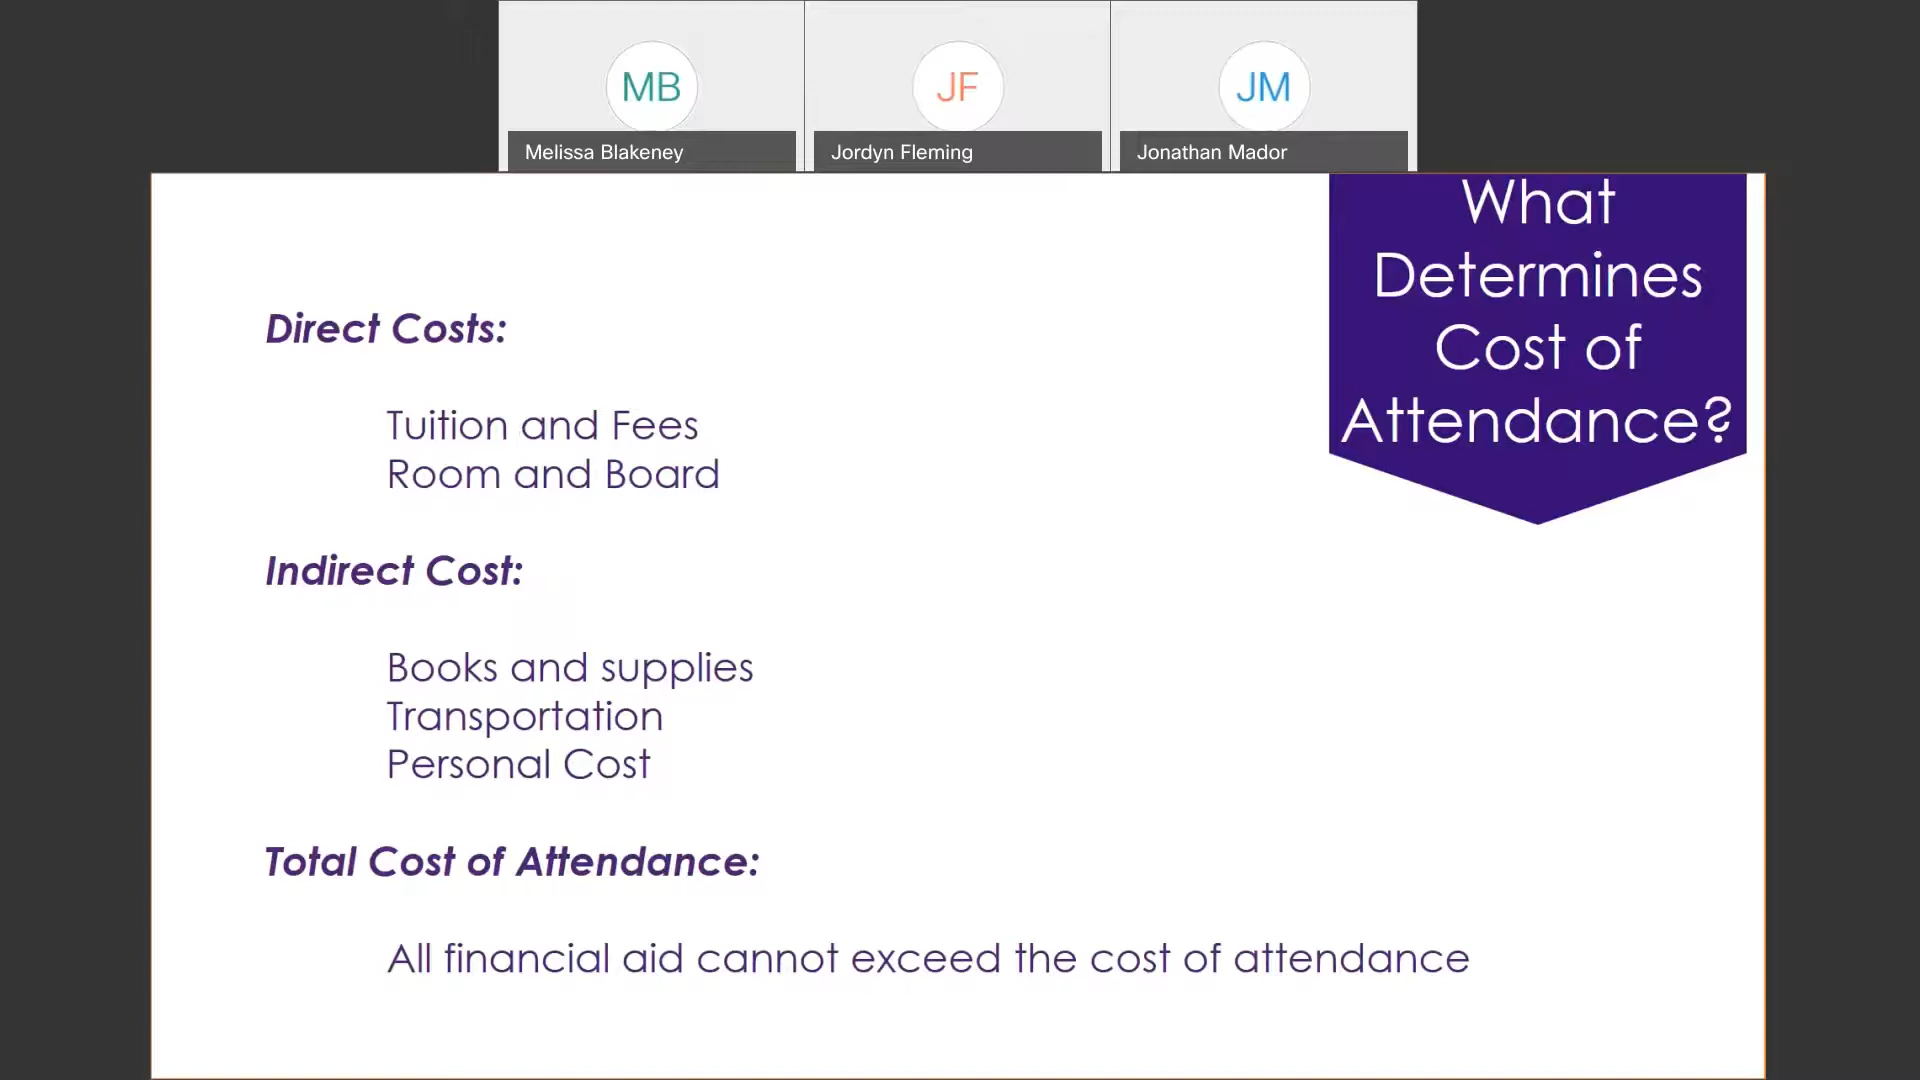 MB
JF
JM
Melissa Blakeney
Jordyn Fleming
Jonathan Mador
What
Determines
Cost of
Attendance?
Direct Costs:
Tuition and Fees
Room and Board
Indirect Cost:
Books and supplies
Transportation
Personal Cost
Total Cost of Attendance:
All financial aid cannot exceed the cost of attendance